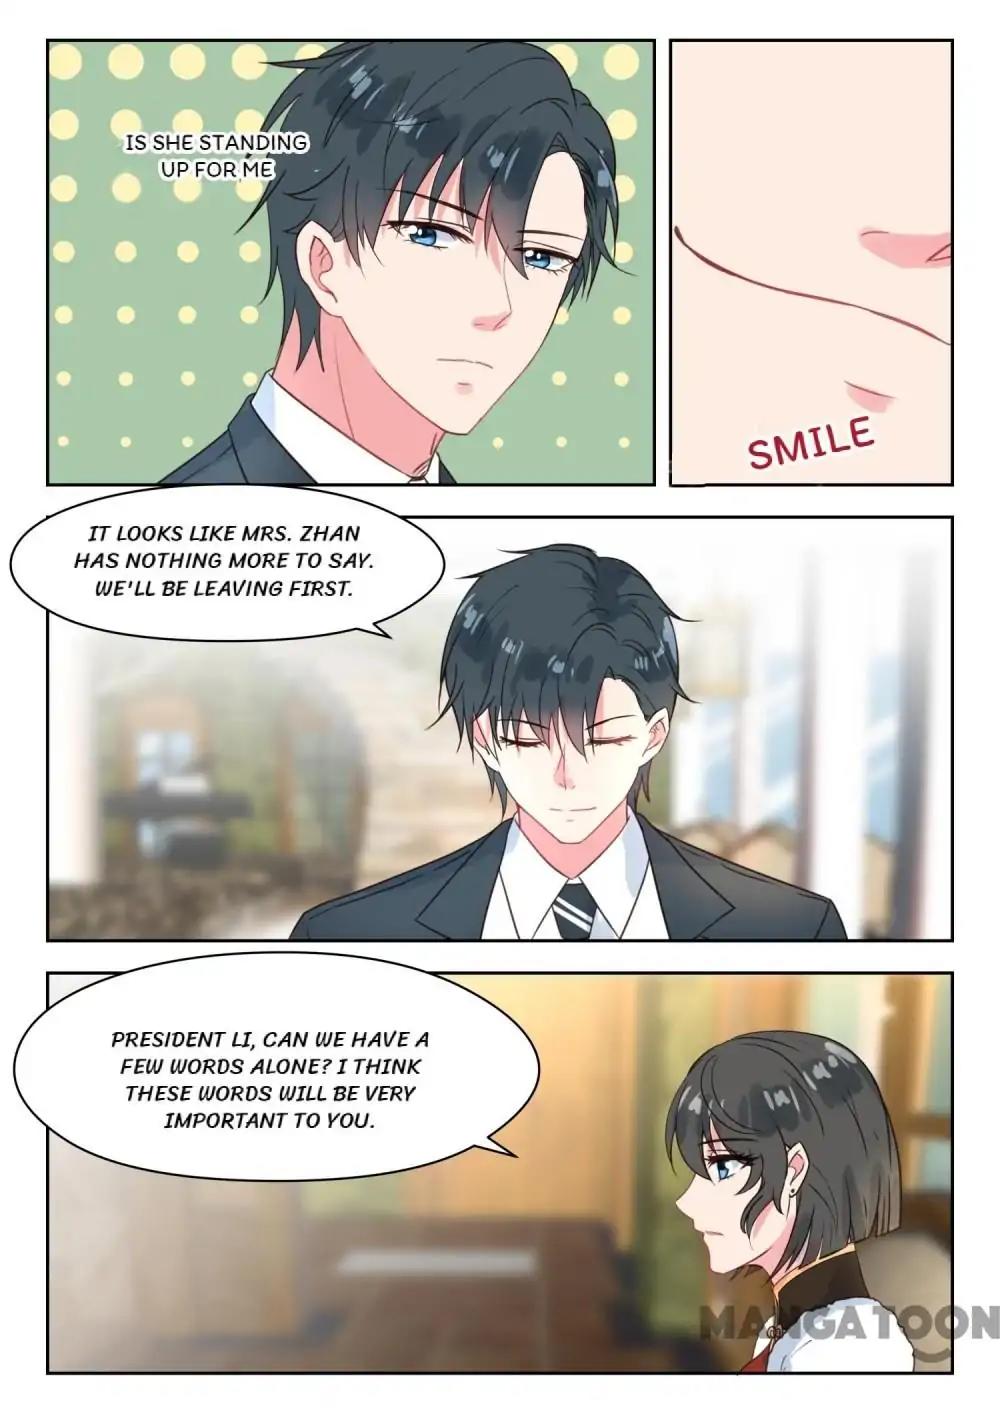 IS SHE STANDING
UP FOR ME
SMILE
IT LOOKS LIKE MRS. ZHAN
HAS NOTHING MORE TO SAY.
WE'LL BE LEAVING FIRST.
PRESIDENT LI, CAN WE HAVE A
FEW WORDS ALONE? I THINK
THESE WORDS WILL BE VERY
IMPORTANT TO YOU.
MANGATOON